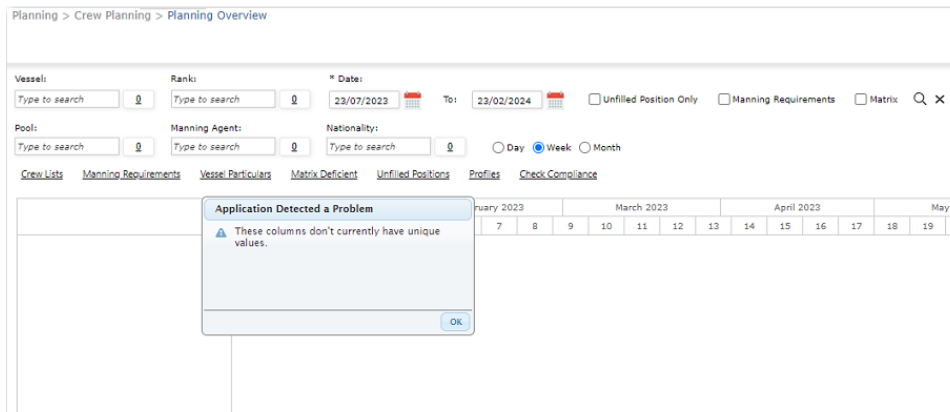 Planning > Crew Planning > Planning Overview
Vessel: Rank: * Date:
Type to search 0 Type to search 0 23/07/2023 To: 23/02/2024 Unfilled Position Only Manning Requirements Matrix
Pool: Manning Agent: Nationality:
Type to search 0 Type to search 0 Type to search 0 Day Week Month
Crew Lists Manning Requirements Vessel Particulars Matrix Deficient Unfilled Positions Profiles Check Compliance
Application Detected a Problem
These columns don't currently have unique
values.
OK
ruary 2023 March 2023 April 2023 May
7 8 9 10 11 12 13 14 15 16 17 18 19